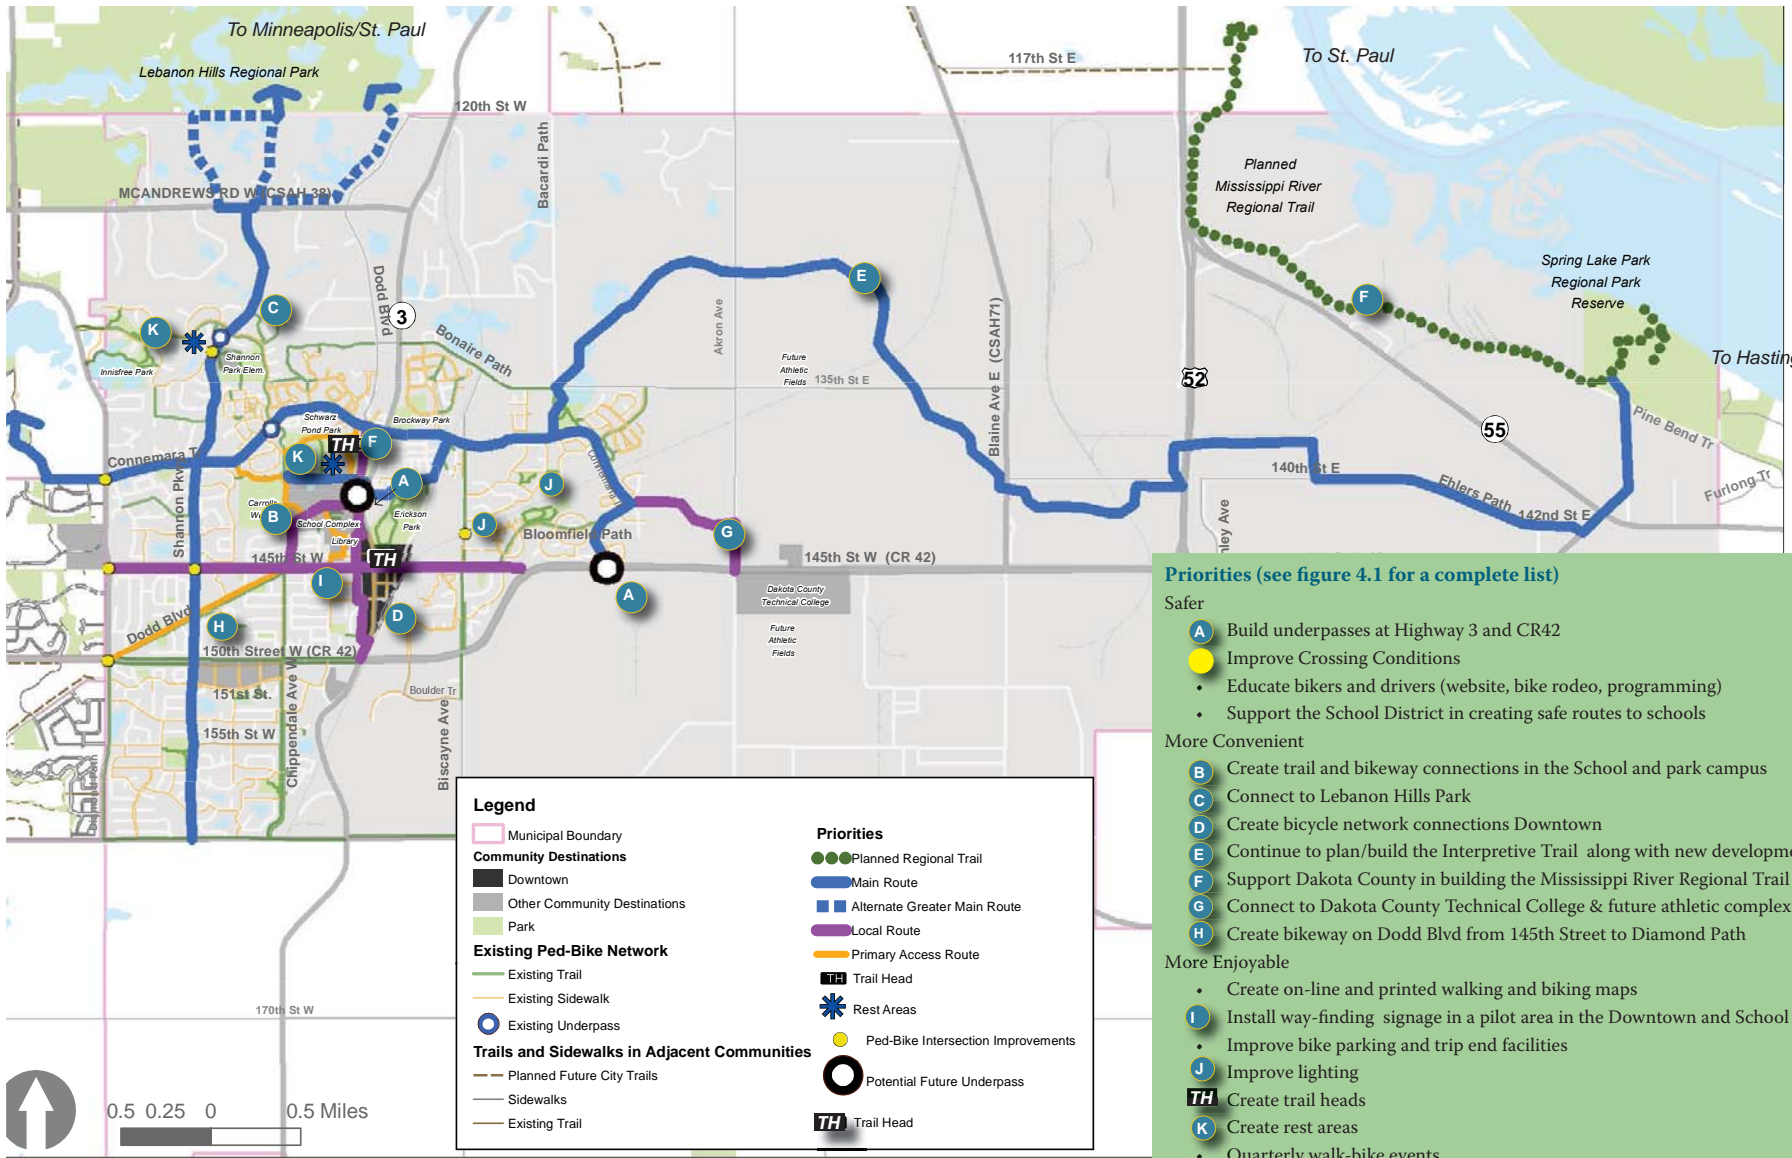 To Minneapolis/St. Paul
Lebanon Hills Regional Park
117th St E
To St. Paul
120th St W
Bacardi Path
MCANDREWS RD W (CSAH 38)
Planned
Mississippi River
Regional Trail
Spring Lake Park
Regional Park
Reserve
Dodd Blvd
3
C
K
E
F
Bonaire Path
Akron Ave
Blaine Ave E (CSAH71)
To Hastin
Innisfree Park
Shannon
Park Elem.
Future
Athletic
Fields
135th St E
52
55
Pine Bend Tr
Furlong Tr
Schwarz
Pond Park
Brockway Park
TH
F
K
A
J
Connemara T
Shannon Pkw
B
School Complex
Erickson
Park
Library
J
Bloomfield Path
G
140th St E
Ehlers Path
142nd St E
145th St W
TH
145th St W (CR 42)
I
A
D
H
Dodd Blvd
Dakota County
Technical College
Future
Athletic
Fields
150th Street W (CR 42)
151st St.
155th St W
Chippendale Ave W
Boulder Tr
Biscayne Ave
170th St W
0.5 0.25 0 0.5 Miles
Legend
Municipal Boundary
Community Destinations
Downtown
Other Community Destinations
Park
Existing Ped-Bike Network
Existing Trail
Existing Sidewalk
Existing Underpass
Trails and Sidewalks in Adjacent Communities
Planned Future City Trails
Sidewalks
Existing Trail
Priorities
Planned Regional Trail
Main Route
Alternate Greater Main Route
Local Route
Primary Access Route
TH Trail Head
Rest Areas
Ped-Bike Intersection Improvements
Potential Future Underpass
TH Trail Head
Priorities (see figure 4.1 for a complete list)
Safer
A Build underpasses at Highway 3 and CR42
Improve Crossing Conditions
• Educate bikers and drivers (website, bike rodeo, programming)
• Support the School District in creating safe routes to schools
More Convenient
B Create trail and bikeway connections in the School and park campus
C Connect to Lebanon Hills Park
D Create bicycle network connections Downtown
E Continue to plan/build the Interpretive Trail along with new developme
F Support Dakota County in building the Mississippi River Regional Trail
G Connect to Dakota County Technical College & future athletic complex
H Create bikeway on Dodd Blvd from 145th Street to Diamond Path
More Enjoyable
• Create on-line and printed walking and biking maps
I Install way-finding signage in a pilot area in the Downtown and School
• Improve bike parking and trip end facilities
J Improve lighting
TH Create trail heads
K Create rest areas
• Quarterly walk-bike events